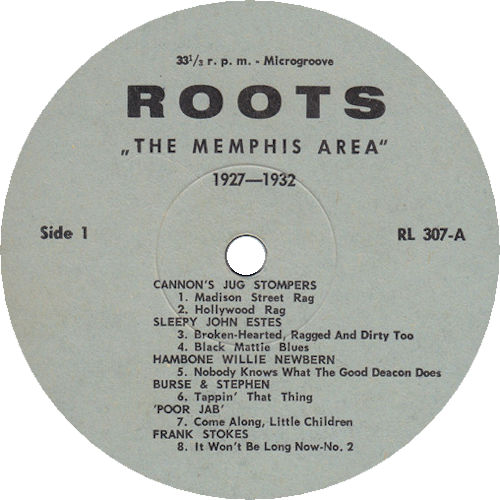 33¹/₃ r. p. m. - Microgroove
ROOTS
„THE MEMPHIS AREA“
1927—1932
Side 1
RL 307-A
CANNON'S JUG STOMPERS
1. Madison Street Rag
2. Hollywood Rag
SLEEPY JOHN ESTES
3. Broken-Hearted, Ragged And Dirty Too
4. Black Mattie Blues
HAMBONE WILLIE NEWBERN
5. Nobody Knows What The Good Deacon Does
BURSE & STEPHEN
6. Tappin' That Thing
'POOR JAB'
7. Come Along, Little Children
FRANK STOKES
8. It Won't Be Long Now-No. 2